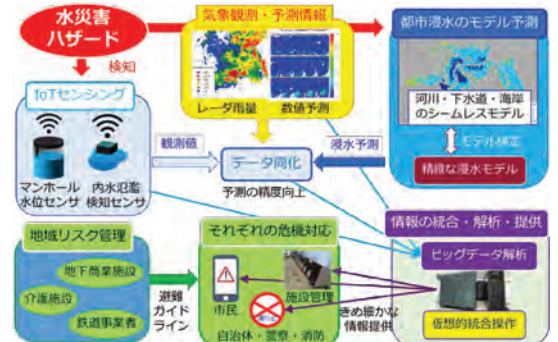 水災害
ハザード
検知
気象観測・予測情報
レーダ雨量
数値予測
都市浸水のモデル予測
河川・下水道・海岸
のシームレスモデル
モデル検定
精緻な浸水モデル
IoTセンシング
マンホール
水位センサ
内水氾濫
検知センサ
観測値
データ同化
浸水予測
予測の精度向上
地域リスク管理
地下商業施設
介護施設
鉄道事業者
避難
ガイド
ライン
それぞれの危機対応
市民
施設管理
自治体・警察・消防
きめ細かな
情報提供
情報の統合・解析・提供
ビッグデータ解析
仮想的統合操作